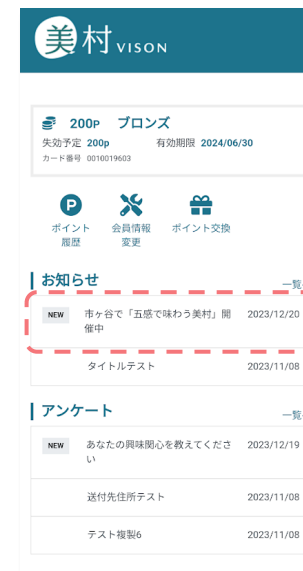 美村 VISON
200P ブロンズ
失効予定 200p 有効期限 2024/06/30
カード番号 0010019603
P
ポイント 会員情報 ポイント交換
履歴 変更
お知らせ 一覧
NEW 市ヶ谷で「五感で味わう美村」開 2023/12/20
催中
タイトルテスト 2023/11/08
アンケート 一覧
NEW あなたの興味関心を教えてくださ 2023/12/19
い
送付先住所テスト 2023/11/08
テスト複製6 2023/11/08